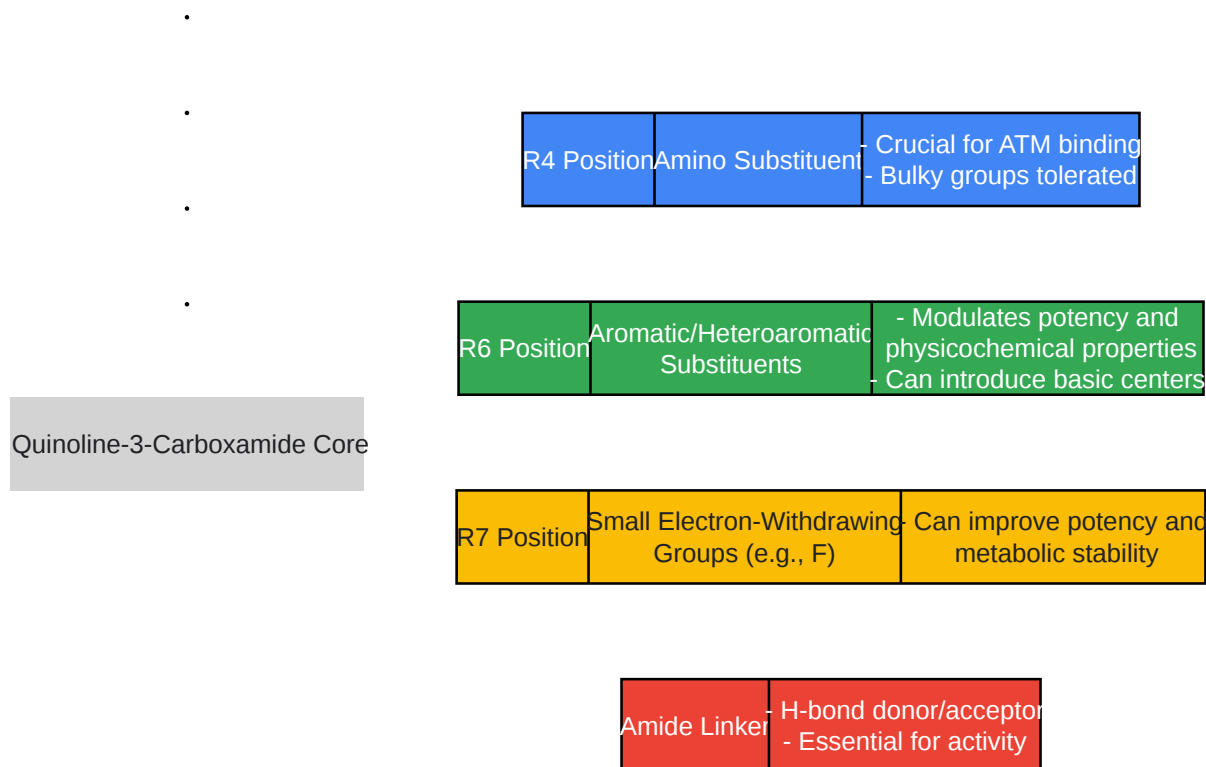 R4 Position
Amino Substituent
- Crucial for ATM binding
- Bulky groups tolerated
R6 Position
Aromatic/Heteroaromatic
Substituents
- Modulates potency and
physicochemical properties
- Can introduce basic centers
Quinoline-3-Carboxamide Core
R7 Position
Small Electron-Withdrawing
Groups (e.g., F)
- Can improve potency and
metabolic stability
Amide Linker
- H-bond donor/acceptor
- Essential for activity